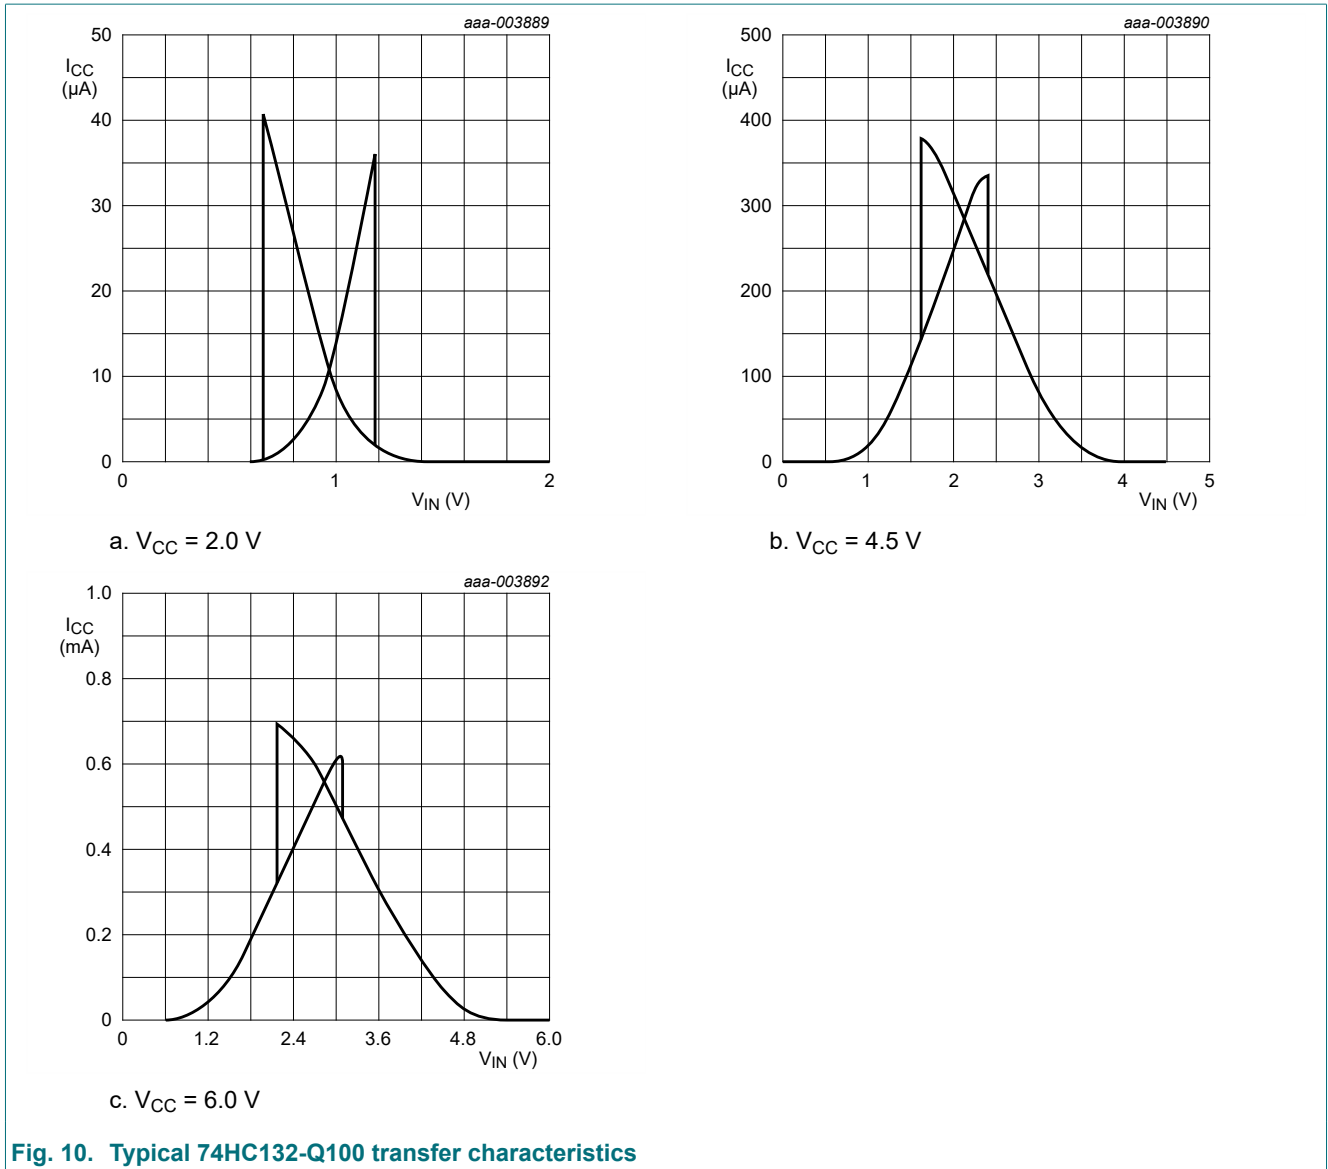 aaa-003889
50
40
30
20
10
0
I_CC
(μA)
0 1 2
V_IN (V)
a. V_CC = 2.0 V
aaa-003890
500
400
300
200
100
0
I_CC
(μA)
0 1 2 3 4 5
V_IN (V)
b. V_CC = 4.5 V
aaa-003892
1.0
0.8
0.6
0.4
0.2
0
I_CC
(mA)
0 1.2 2.4 3.6 4.8 6.0
V_IN (V)
c. V_CC = 6.0 V
Fig. 10. Typical 74HC132-Q100 transfer characteristics